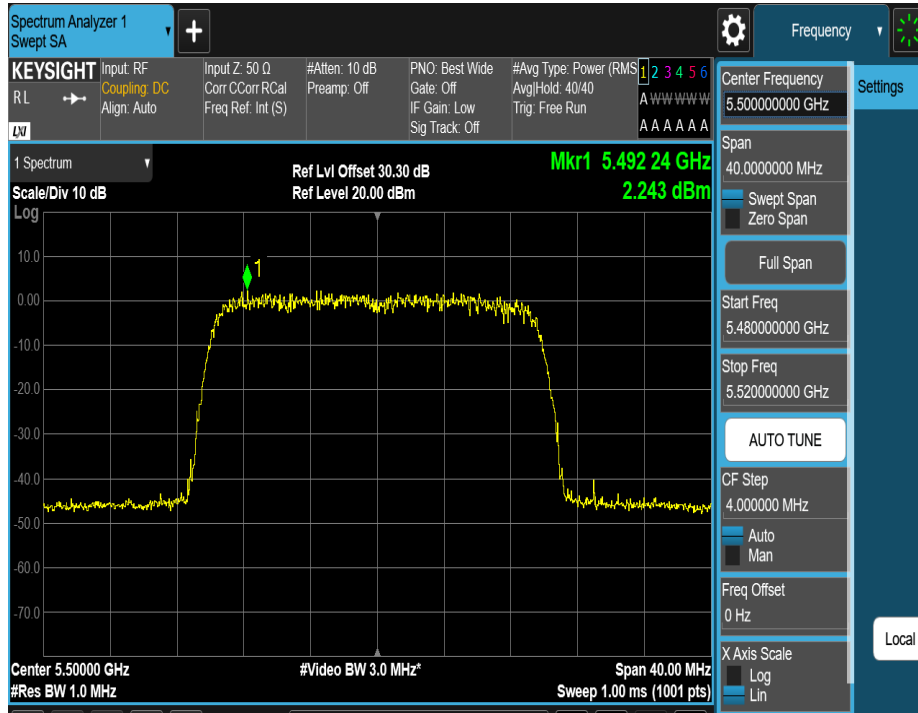 Spectrum Analyzer 1
Swept SA
Frequency
KEYSIGHT
R L
LXI
Input: RF
Coupling: DC
Align: Auto
Input Z: 50 Ω
Corr CCorr RCal
Freq Ref: Int (S)
#Atten: 10 dB
Preamp: Off
PNO: Best Wide
Gate: Off
IF Gain: Low
Sig Track: Off
#Avg Type: Power (RMS
Avg|Hold: 40/40
Trig: Free Run
1 2 3 4 5 6
A W W W W W
A A A A A A
1 Spectrum
Scale/Div 10 dB
Log
Ref Lvl Offset 30.30 dB
Ref Level 20.00 dBm
Mkr1 5.492 24 GHz
2.243 dBm
1
10.0
0.00
-10.0
-20.0
-30.0
-40.0
-50.0
-60.0
-70.0
Center 5.50000 GHz
#Video BW 3.0 MHz*
Span 40.00 MHz
#Res BW 1.0 MHz
Sweep 1.00 ms (1001 pts)
Center Frequency
5.50000000 GHz
Settings
Span
40.0000000 MHz
Swept Span
Zero Span
Full Span
Start Freq
5.480000000 GHz
Stop Freq
5.520000000 GHz
AUTO TUNE
CF Step
4.000000 MHz
Auto
Man
Freq Offset
0 Hz
Local
X Axis Scale
Log
Lin